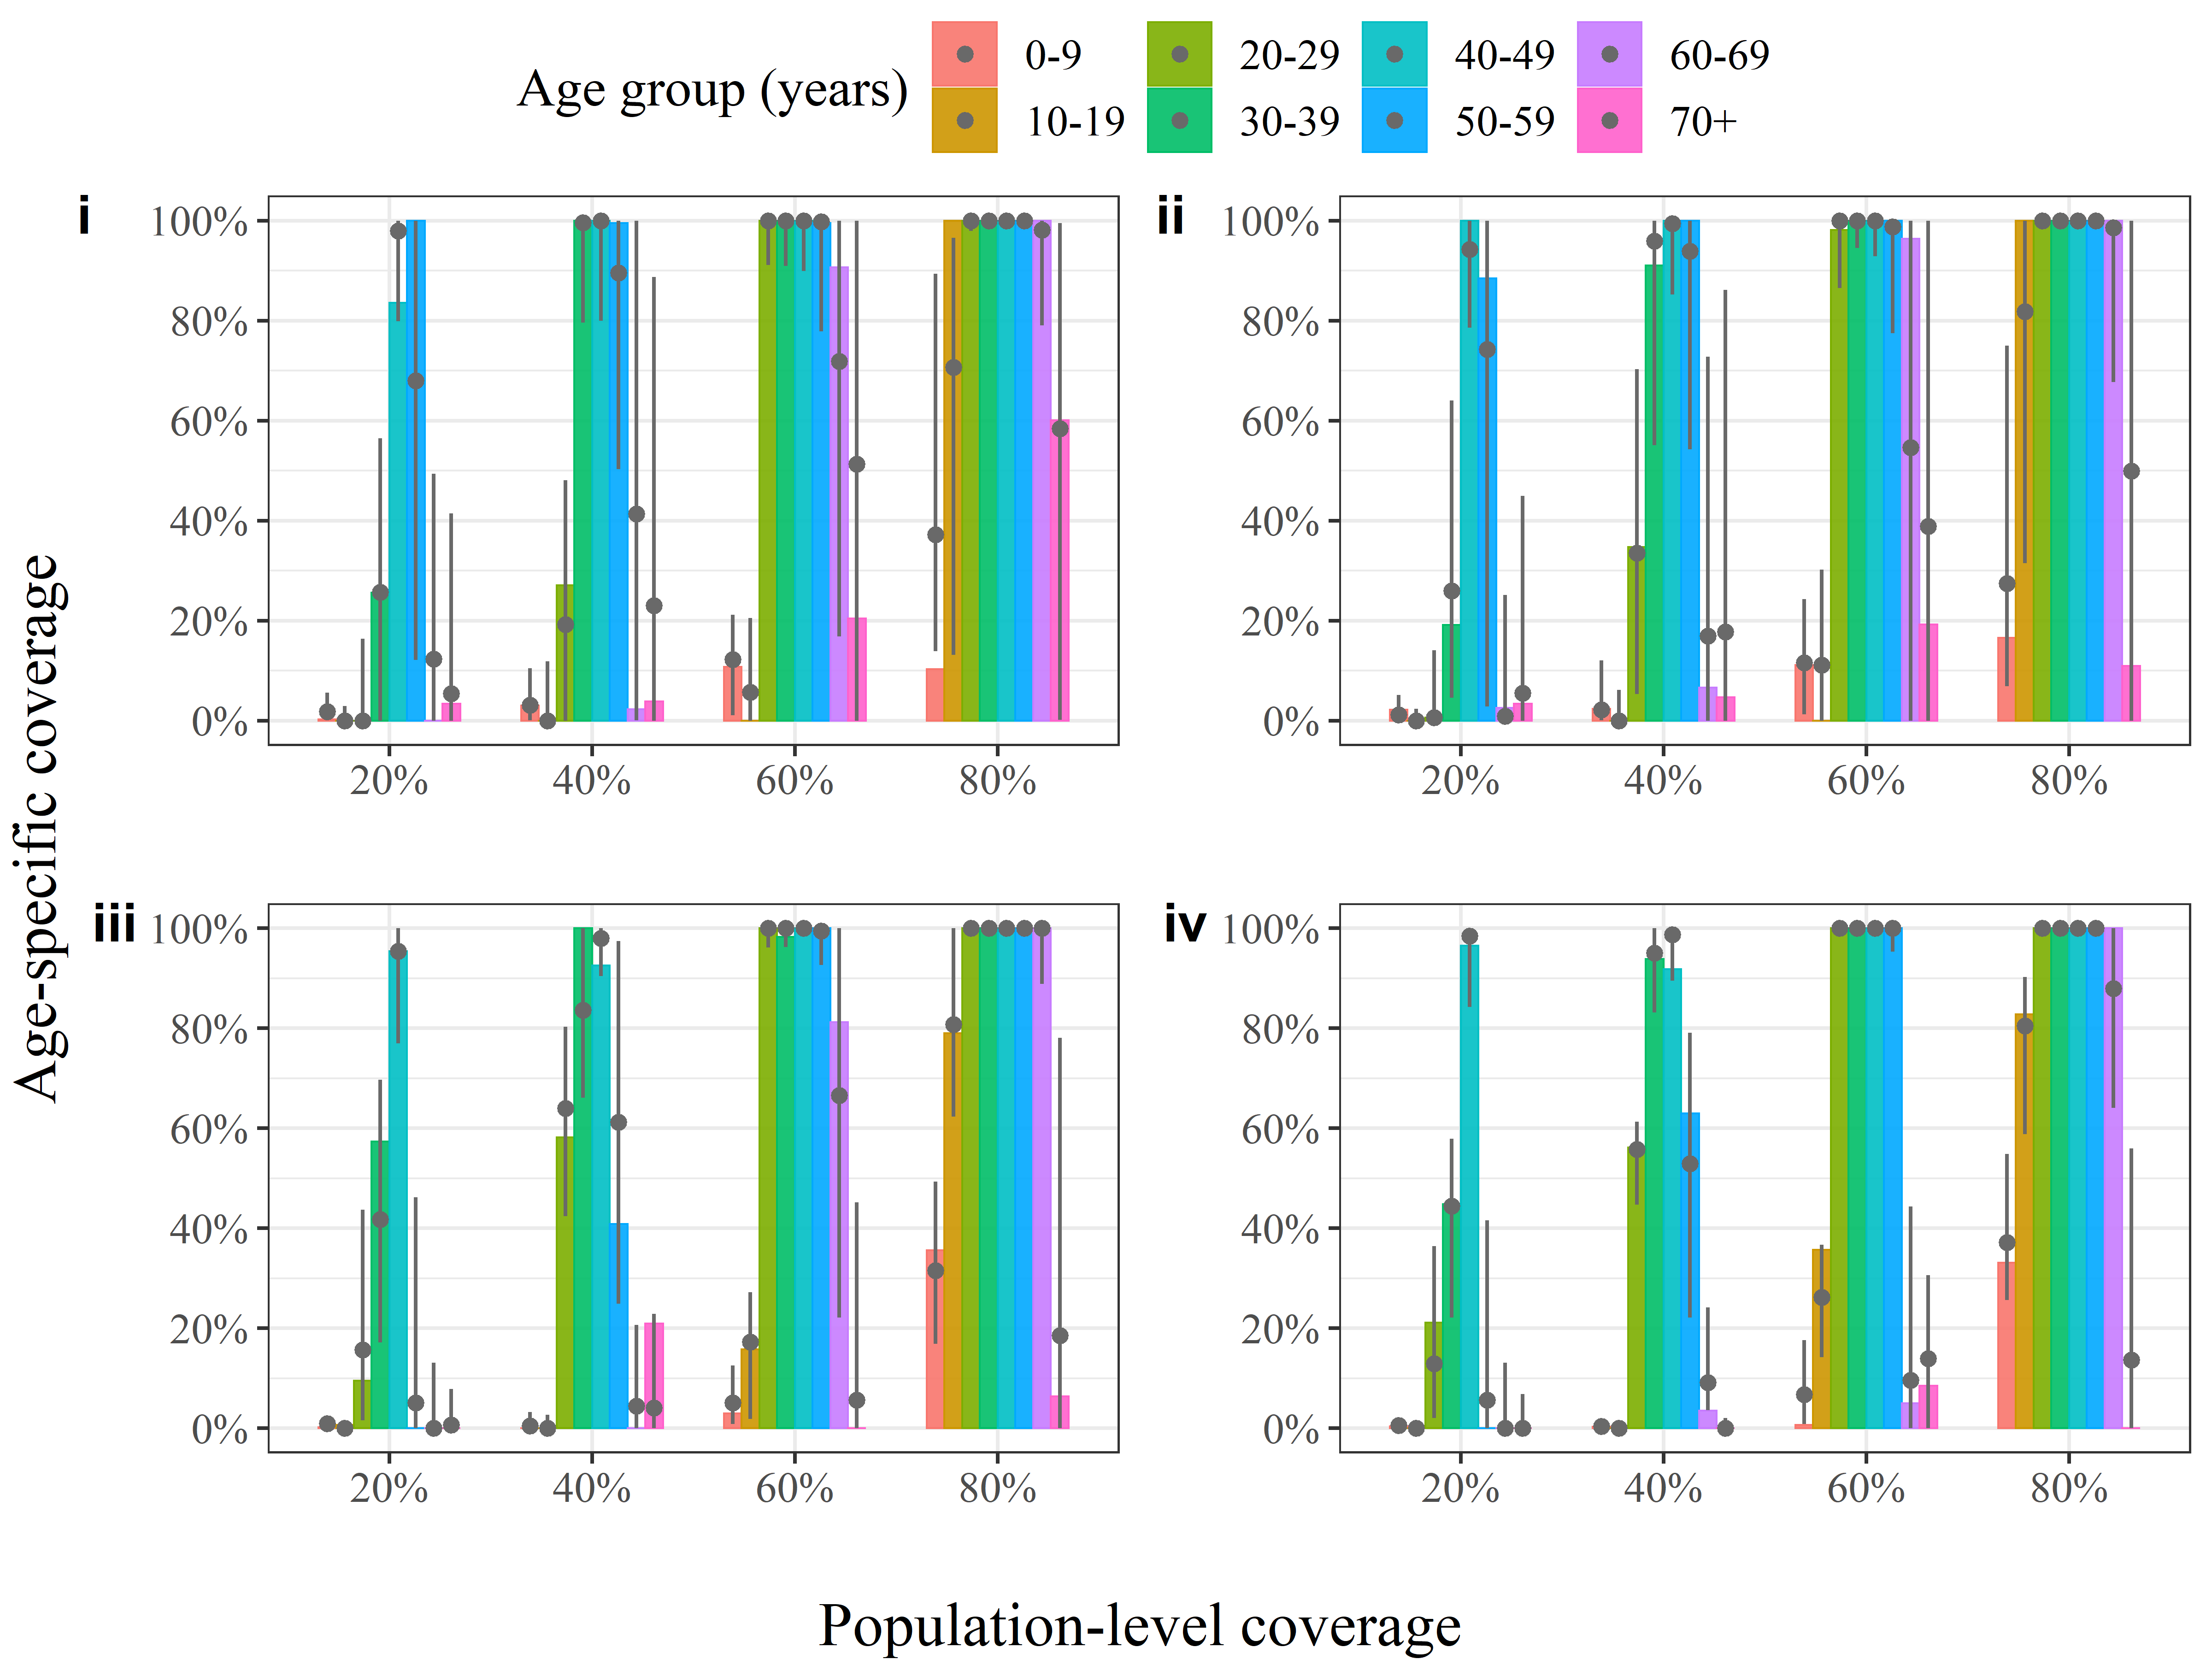 Age group (years)
0-9 20-29 40-49 60-69
10-19 30-39 50-59 70+
i ii
100% 100%
80% 80%
60% 60%
40% 40%
20% 20%
0% 0%
20% 40% 60% 80% 20% 40% 60% 80%
Age-specific coverage
iii iv
100% 100%
80% 80%
60% 60%
40% 40%
20% 20%
0% 0%
20% 40% 60% 80% 20% 40% 60% 80%
Population-level coverage